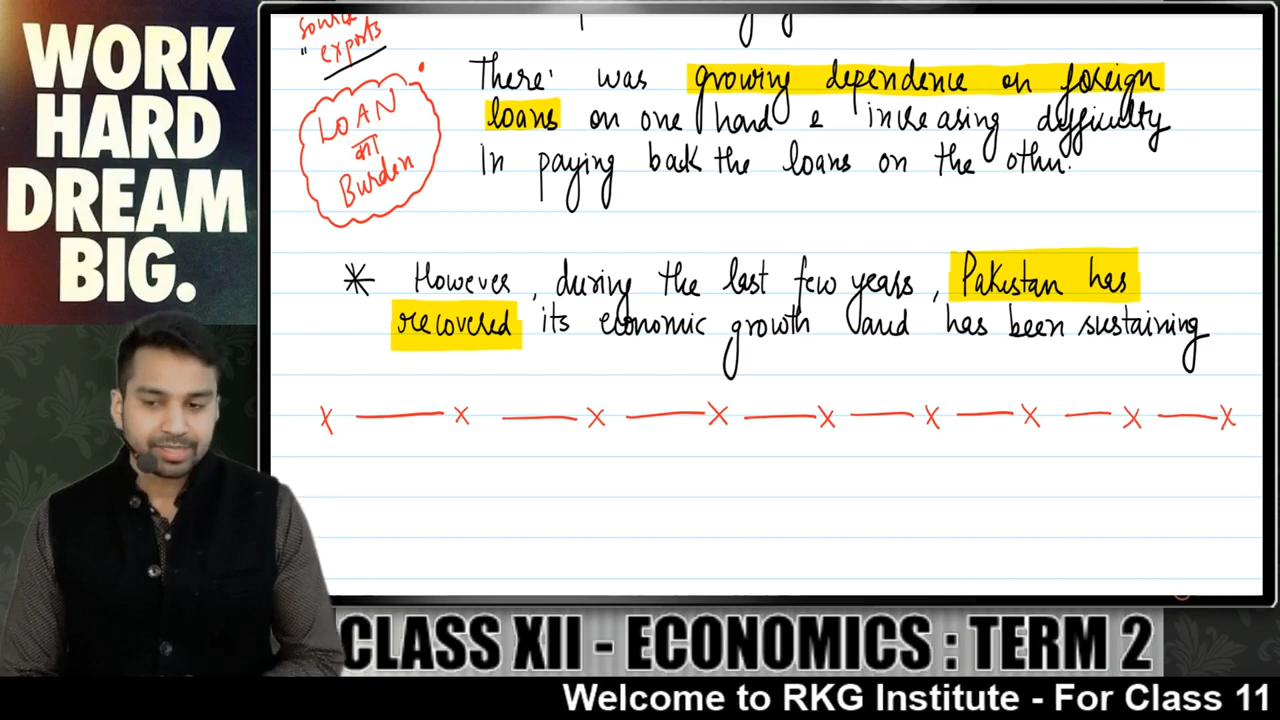 WORK
HARD
DREAM
BIG.
source
" exports
LOAN
का
Burden
There was growing dependence on foreign
loans on one hand & increasing difficulty
in paying back the loans on the other.
* However, during the last few years, Pakistan has
recovered its economic growth and has been sustaining
x — x — x — x — x — x — x — x — x
CLASS XII - ECONOMICS : TERM 2
Welcome to RKG Institute - For Class 11